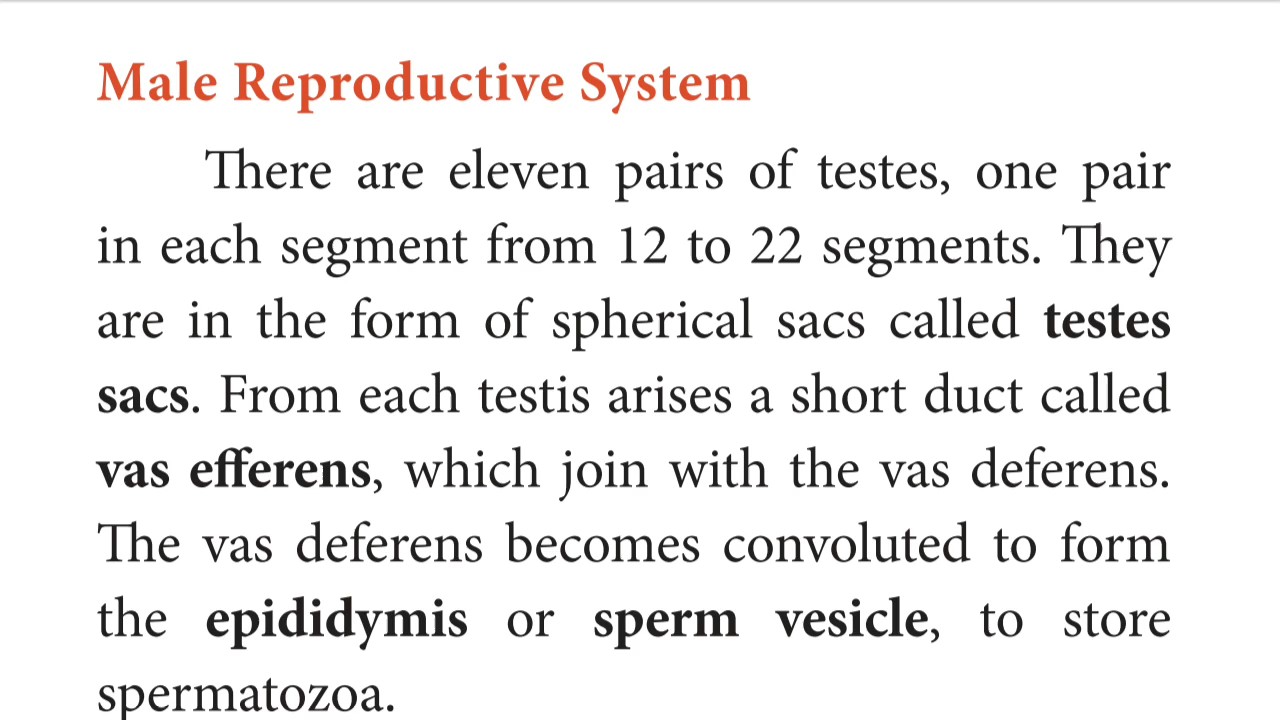 Male Reproductive System
There are eleven pairs of testes, one pair
in each segment from 12 to 22 segments. They
are in the form of spherical sacs called testes
sacs. From each testis arises a short duct called
vas efferens, which join with the vas deferens.
The vas deferens becomes convoluted to form
the epididymis or sperm vesicle, to store
spermatozoa.